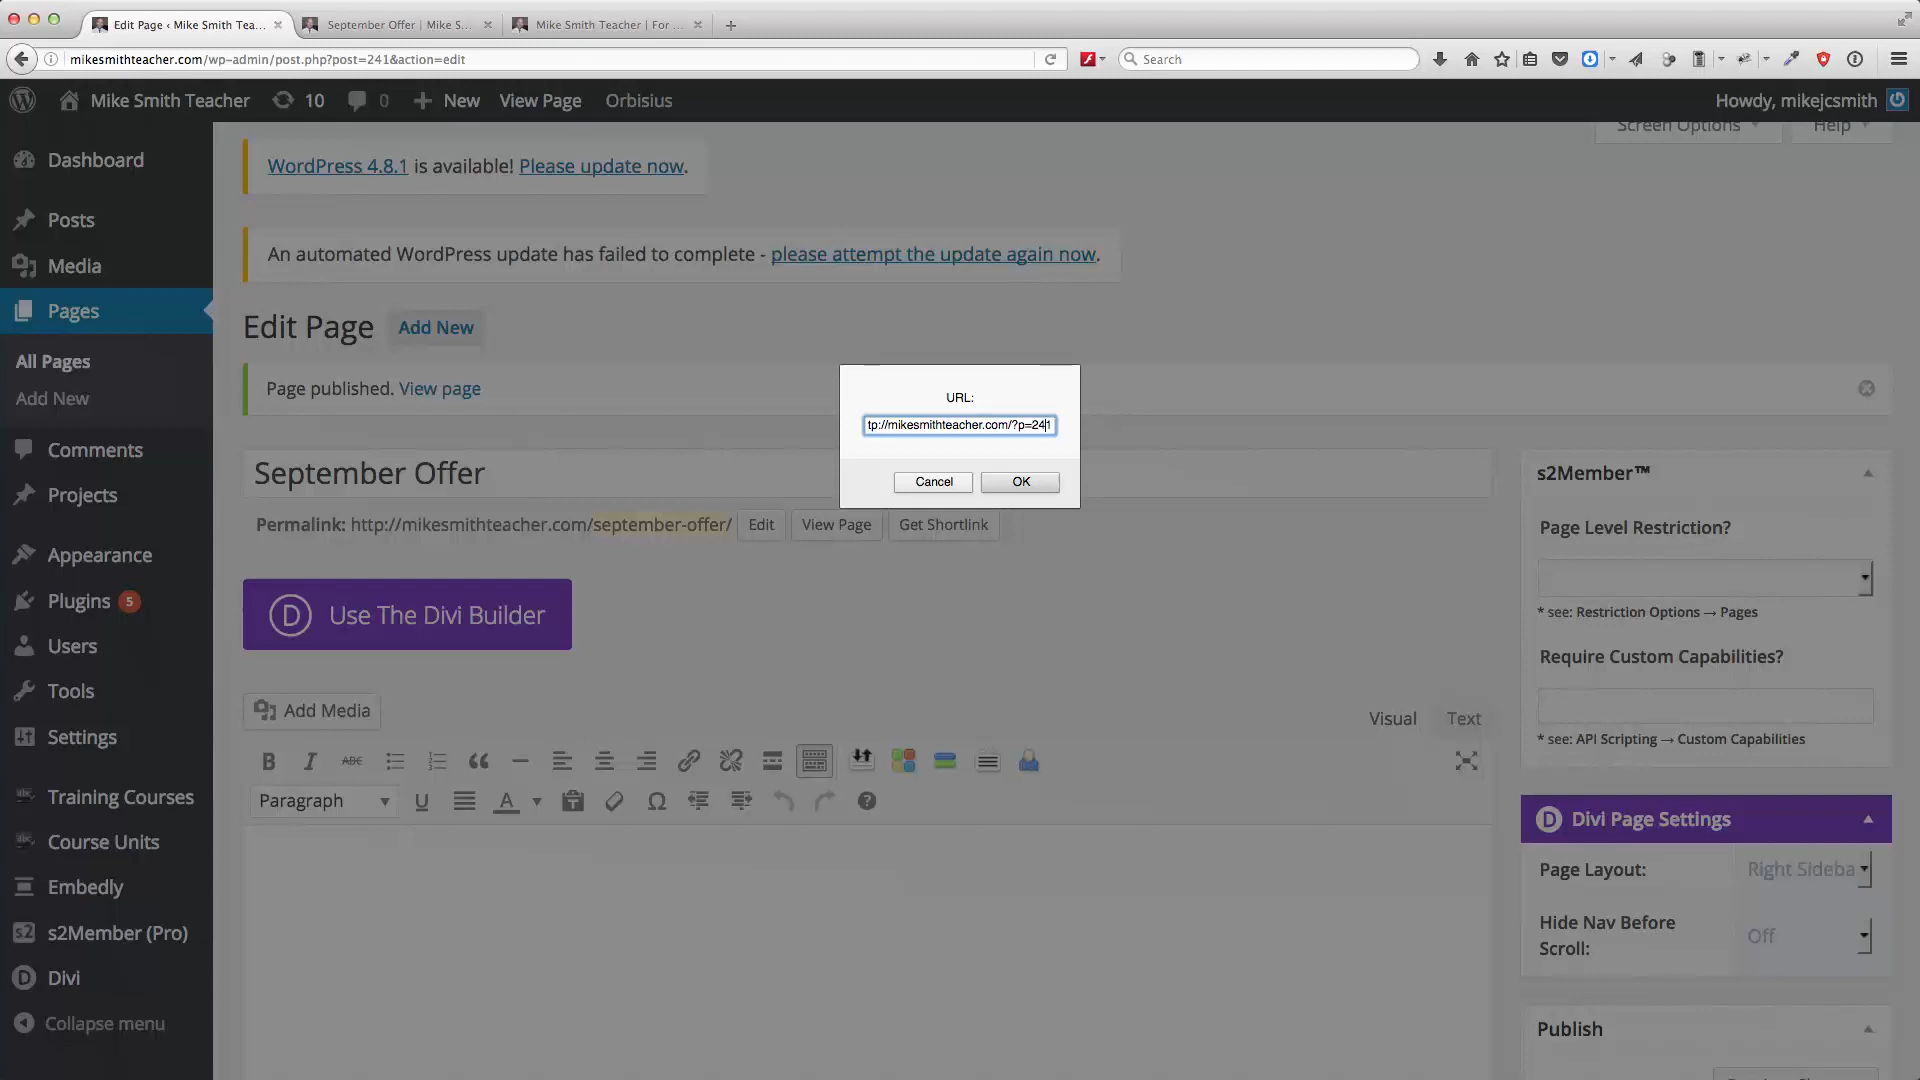 Edit Page ‹ Mike Smith Tea...
September Offer | Mike S...
Mike Smith Teacher | For ...
mikesmithteacher.com/wp-admin/post.php?post=241&action=edit
Search
Mike Smith Teacher
10
0
New
View Page
Orbisius
Howdy, mikejcsmith
Screen Options
Help
Dashboard
Posts
Media
Pages
All Pages
Add New
Comments
Projects
Appearance
Plugins 5
Users
Tools
Settings
Training Courses
Course Units
Embedly
s2 s2Member (Pro)
D Divi
Collapse menu
WordPress 4.8.1 is available! Please update now.
An automated WordPress update has failed to complete - please attempt the update again now.
Edit Page Add New
Page published. View page
URL:
tp://mikesmithteacher.com/?p=241
Cancel OK
September Offer
Permalink: http://mikesmithteacher.com/september-offer/ Edit View Page Get Shortlink
D Use The Divi Builder
Add Media
Visual Text
B I ABC
Paragraph U A Ω ?
s2Member™
Page Level Restriction?
* see: Restriction Options → Pages
Require Custom Capabilities?
* see: API Scripting → Custom Capabilities
D Divi Page Settings
Page Layout: Right Sideba
Hide Nav Before
Scroll:
Off
Publish